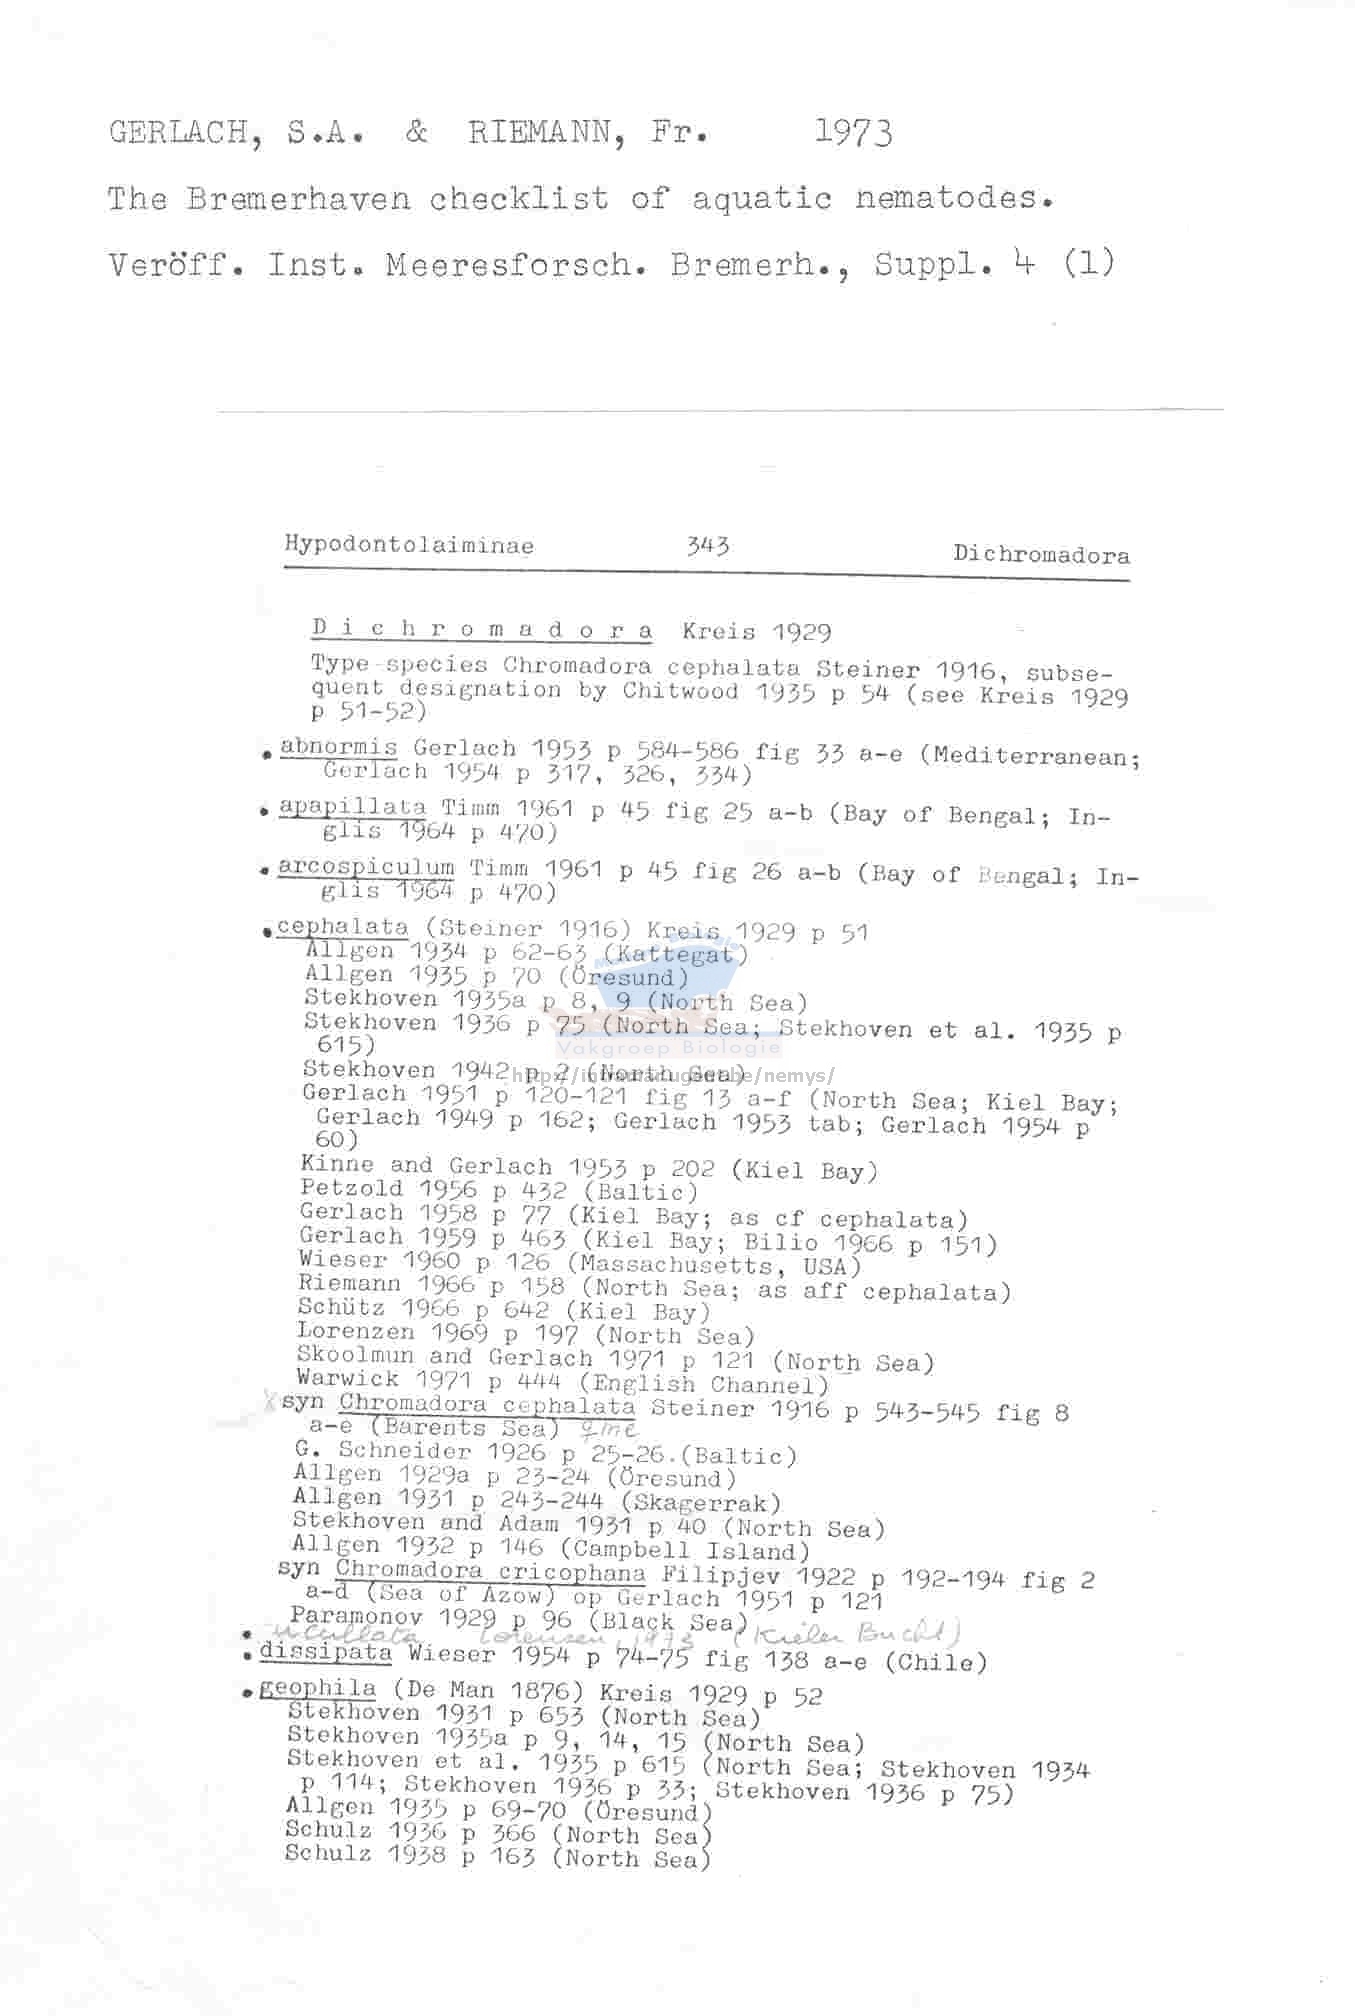 GERLACH, S.A. & RIEMANN, Fr. 1973
The Bremerhaven checklist of aquatic nematodes.
Veröff. Inst. Meeresforsch. Bremerh., Suppl. 4 (1)
Hypodontolaiminae 343 Dichromadora
D i c h r o m a d o r a Kreis 1929
Type species Chromadora cephalata Steiner 1916, subse-
quent designation by Chitwood 1935 p 54 (see Kreis 1929
p 51-52)
abnormis Gerlach 1953 p 584-586 fig 33 a-e (Mediterranean;
Gerlach 1954 p 317, 326, 334)
apapillata Timm 1961 p 45 fig 25 a-b (Bay of Bengal; In-
glis 1964 p 470)
arcospiculum Timm 1961 p 45 fig 26 a-b (Bay of Bengal; In-
glis 1964 p 470)
cephalata (Steiner 1916) Kreis 1929 p 51
Allgen 1934 p 62-63 (Kattegat)
Allgen 1935 p 70 (Öresund)
Stekhoven 1935a p 8, 9 (North Sea)
Stekhoven 1936 p 75 (North Sea; Stekhoven et al. 1935 p
615)
Vakgroep Biologie
Stekhoven 1942 p 2 (North Sea)
Gerlach 1951 p 120-121 fig 13 a-f (North Sea; Kiel Bay;
Gerlach 1949 p 162; Gerlach 1953 tab; Gerlach 1954 p
60)
Kinne and Gerlach 1953 p 202 (Kiel Bay)
Petzold 1956 p 432 (Baltic)
Gerlach 1958 p 77 (Kiel Bay; as cf cephalata)
Gerlach 1959 p 463 (Kiel Bay; Bilio 1966 p 151)
Wieser 1960 p 126 (Massachusetts, USA)
Riemann 1966 p 158 (North Sea; as aff cephalata)
Schütz 1966 p 642 (Kiel Bay)
Lorenzen 1969 p 197 (North Sea)
Skoolmun and Gerlach 1971 p 121 (North Sea)
Warwick 1971 p 444 (English Channel)
syn Chromadora cephalata Steiner 1916 p 543-545 fig 8
a-e (Barents Sea)
G. Schneider 1926 p 25-26.(Baltic)
Allgen 1929a p 23-24 (Öresund)
Allgen 1931 p 243-244 (Skagerrak)
Stekhoven and Adam 1931 p 40 (North Sea)
Allgen 1932 p 146 (Campbell Island)
syn Chromadora cricophana Filipjev 1922 p 192-194 fig 2
a-d (Sea of Azow) op Gerlach 1951 p 121
Paramonov 1929 p 96 (Black Sea)
Lorenzen, 1973 (Kieler Bucht)
dissipata Wieser 1954 p 74-75 fig 138 a-e (Chile)
geophila (De Man 1876) Kreis 1929 p 52
Stekhoven 1931 p 653 (North Sea)
Stekhoven 1935a p 9, 14, 15 (North Sea)
Stekhoven et al. 1935 p 615 (North Sea; Stekhoven 1934
p 114; Stekhoven 1936 p 33; Stekhoven 1936 p 75)
Allgen 1935 p 69-70 (Öresund)
Schulz 1936 p 366 (North Sea)
Schulz 1938 p 163 (North Sea)